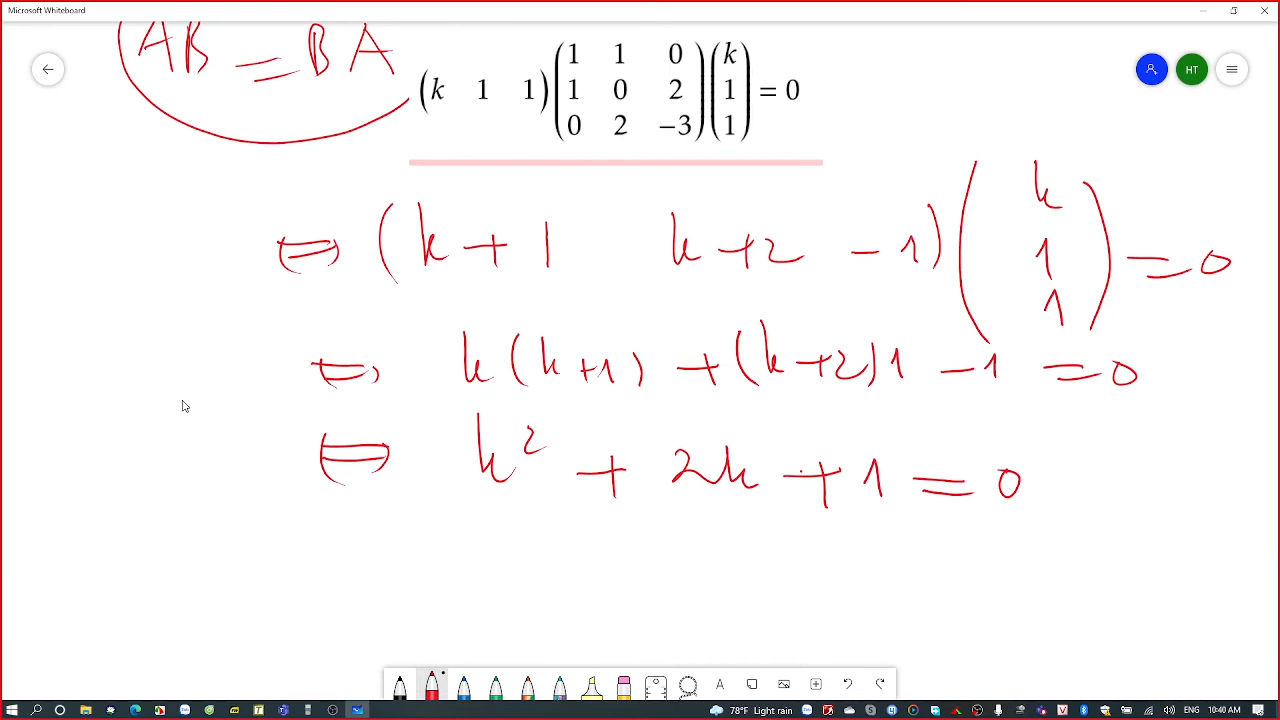 Microsoft Whiteboard
AB = BA
(k 1 1) (1 1 0; 1 0 2; 0 2 −3) (k; 1; 1) = 0
HT
⇔ (k + 1 k + 2 − 1) (k; 1; 1) = 0
⇔ k(k+1) + (k+2)1 − 1 = 0
⇔ k² + 2k + 1 = 0
A
78°F Light rain
ENG
10:40 AM